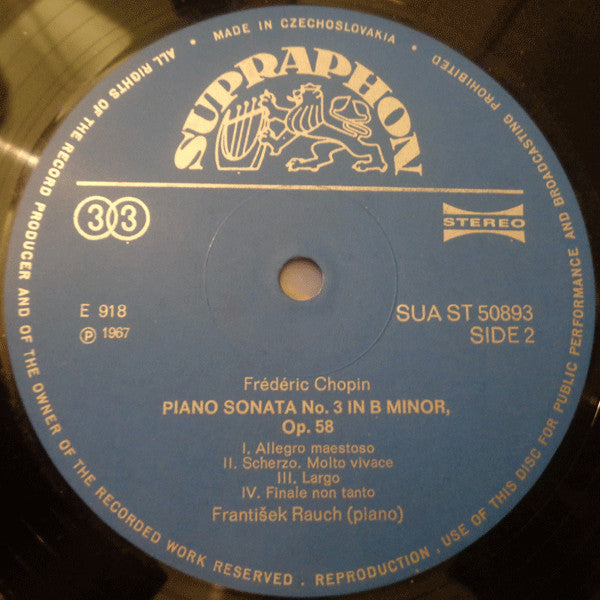 • MADE IN CZECHOSLOVAKIA •
ALL RIGHTS OF THE RECORD PRODUCER AND OF THE OWNER OF THE RECORDED WORK RESERVED . REPRODUCTION , USE OF THIS DISC FOR PUBLIC PERFORMANCE AND BROADCASTING PROHIBITED
SUPRAPHON
33
STEREO
E 918
℗ 1967
SUA ST 50893
SIDE 2
Frédéric Chopin
PIANO SONATA No. 3 IN B MINOR,
Op. 58
I. Allegro maestoso
II. Scherzo. Molto vivace
III. Largo
IV. Finale non tanto
František Rauch (piano)